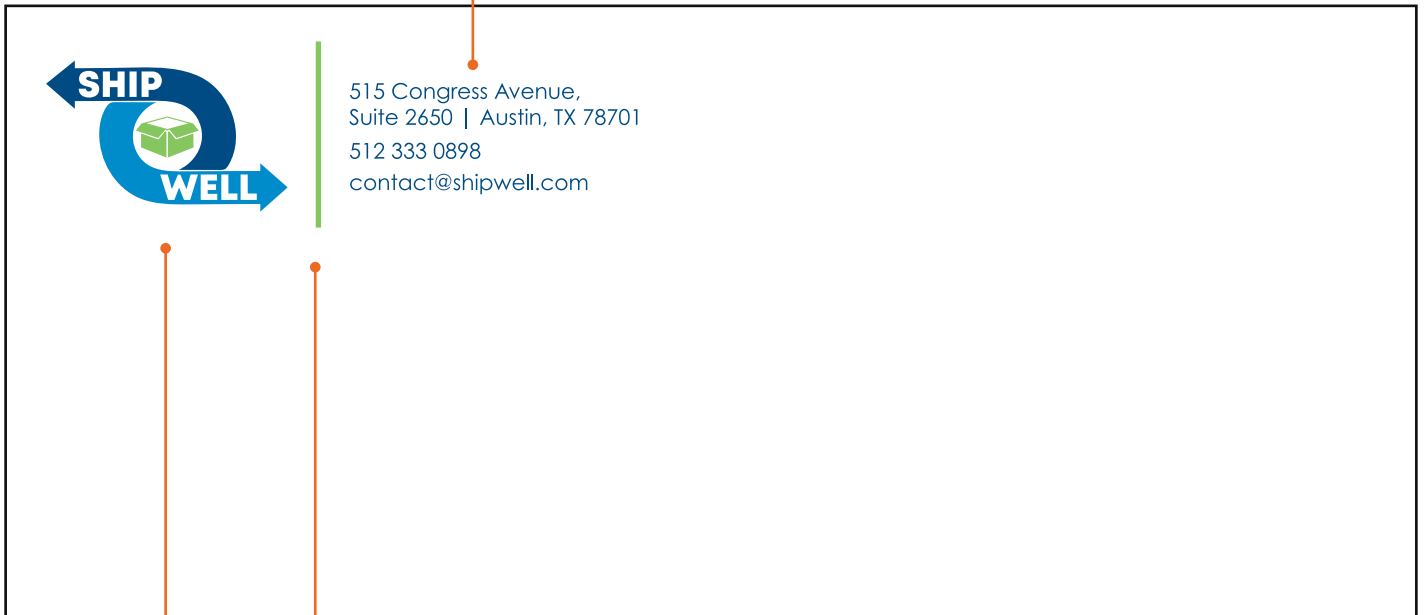 SHIP
WELL
515 Congress Avenue,
Suite 2650 | Austin, TX 78701
512 333 0898
contact@shipwell.com